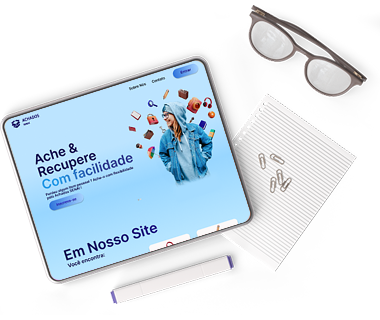 ACHADOS
Sobre Nós Contato Entrar
Ache &
Recupere
Com facilidade
Em Nosso Site
Você encontra: